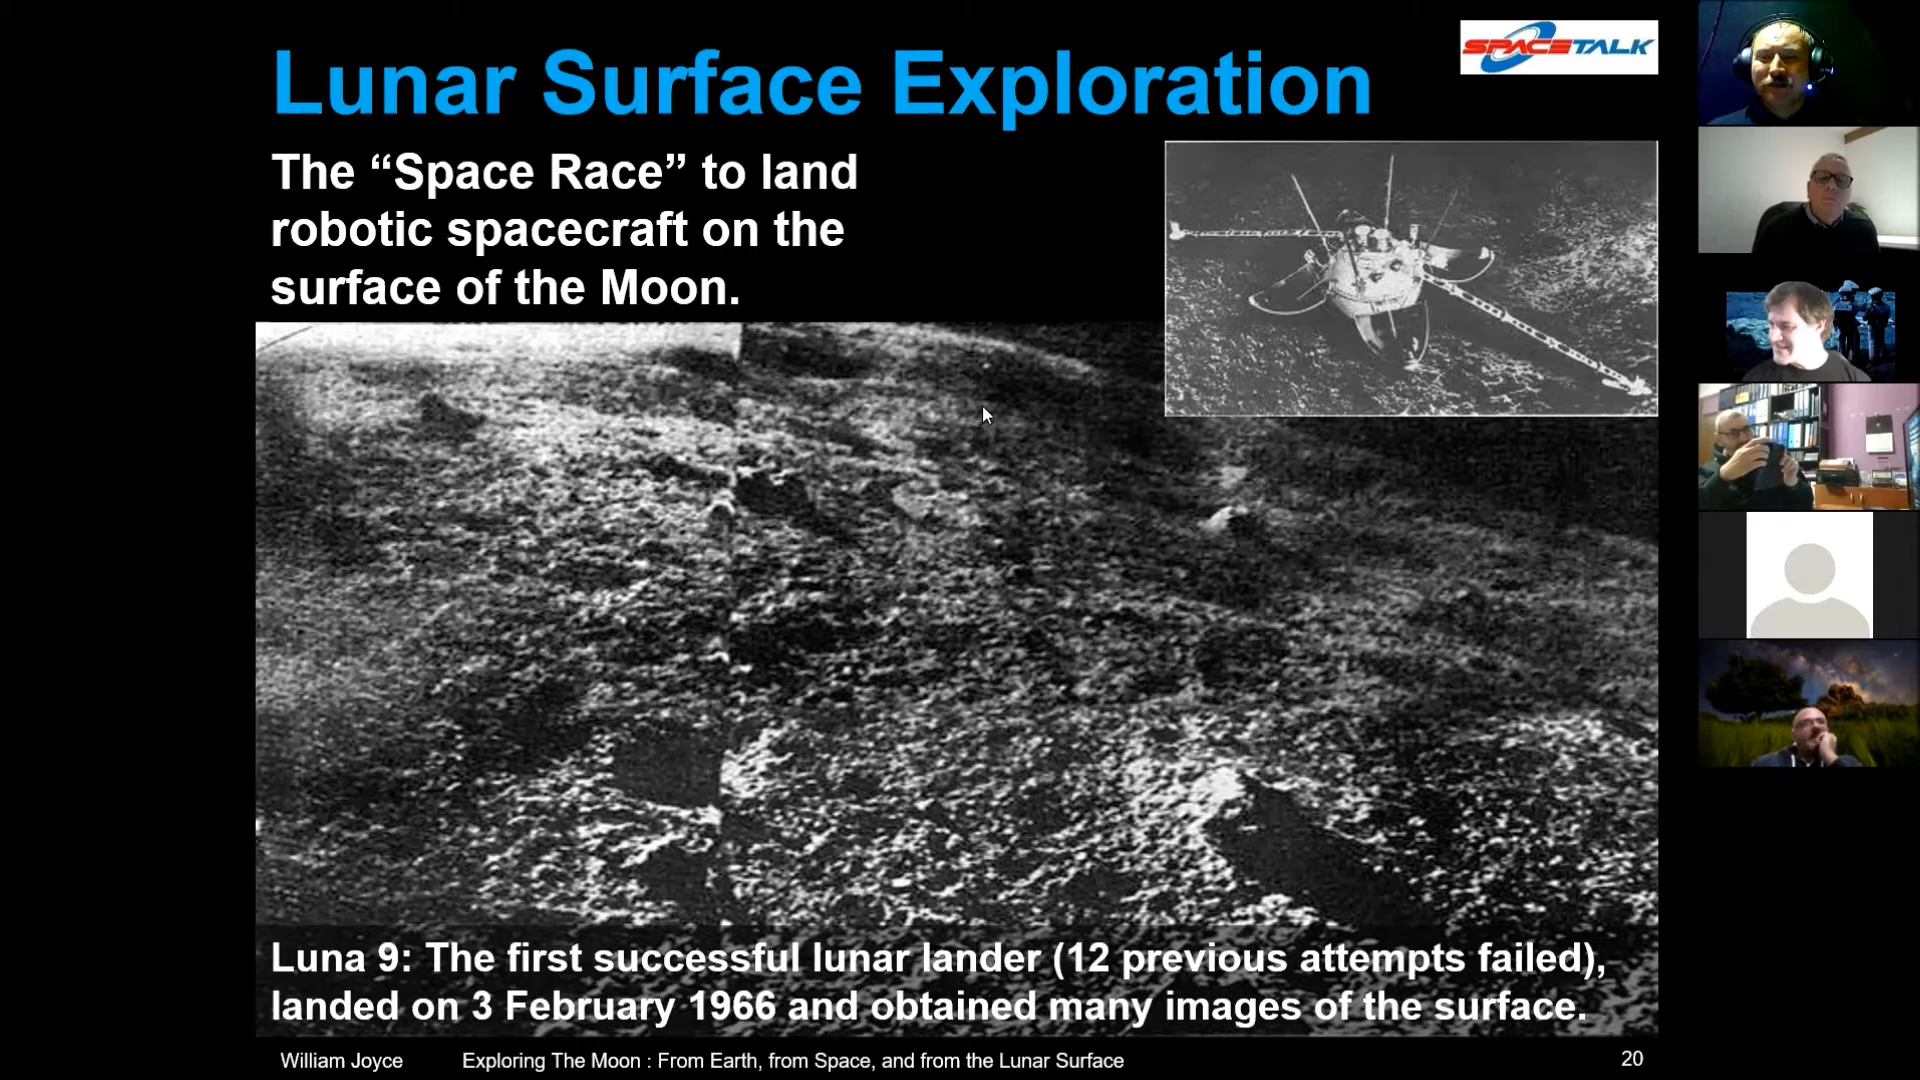 Lunar Surface Exploration
SPACETALK
The “Space Race” to land
robotic spacecraft on the
surface of the Moon.
Luna 9: The first successful lunar lander (12 previous attempts failed),
landed on 3 February 1966 and obtained many images of the surface.
William Joyce Exploring The Moon : From Earth, from Space, and from the Lunar Surface 20